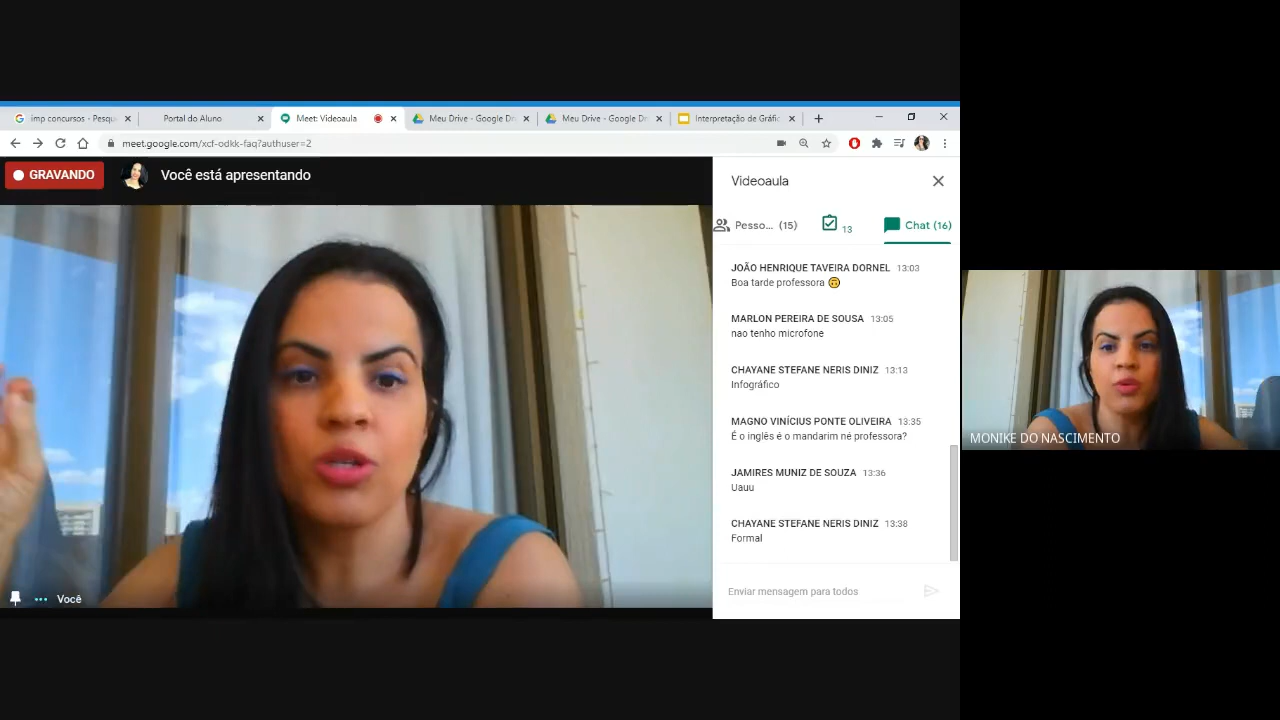 imp concursos - Pesqu
Portal do Aluno
Meet: Videoaula
Meu Drive - Google Dr
Meu Drive - Google Dr
Interpretação de Gráfic
meet.google.com/xcf-odkk-faq?authuser=2
GRAVANDO
Você está apresentando
Videoaula
Pesso... (15)
13
Chat (16)
JOÃO HENRIQUE TAVEIRA DORNEL 13:03
Boa tarde professora 🙃
MARLON PEREIRA DE SOUSA 13:05
nao tenho microfone
CHAYANE STEFANE NERIS DINIZ 13:13
Infográfico
MAGNO VINÍCIUS PONTE OLIVEIRA 13:35
É o inglês é o mandarim né professora?
JAMIRES MUNIZ DE SOUZA 13:36
Uauu
CHAYANE STEFANE NERIS DINIZ 13:38
Formal
Enviar mensagem para todos
Você
MONIKE DO NASCIMENTO